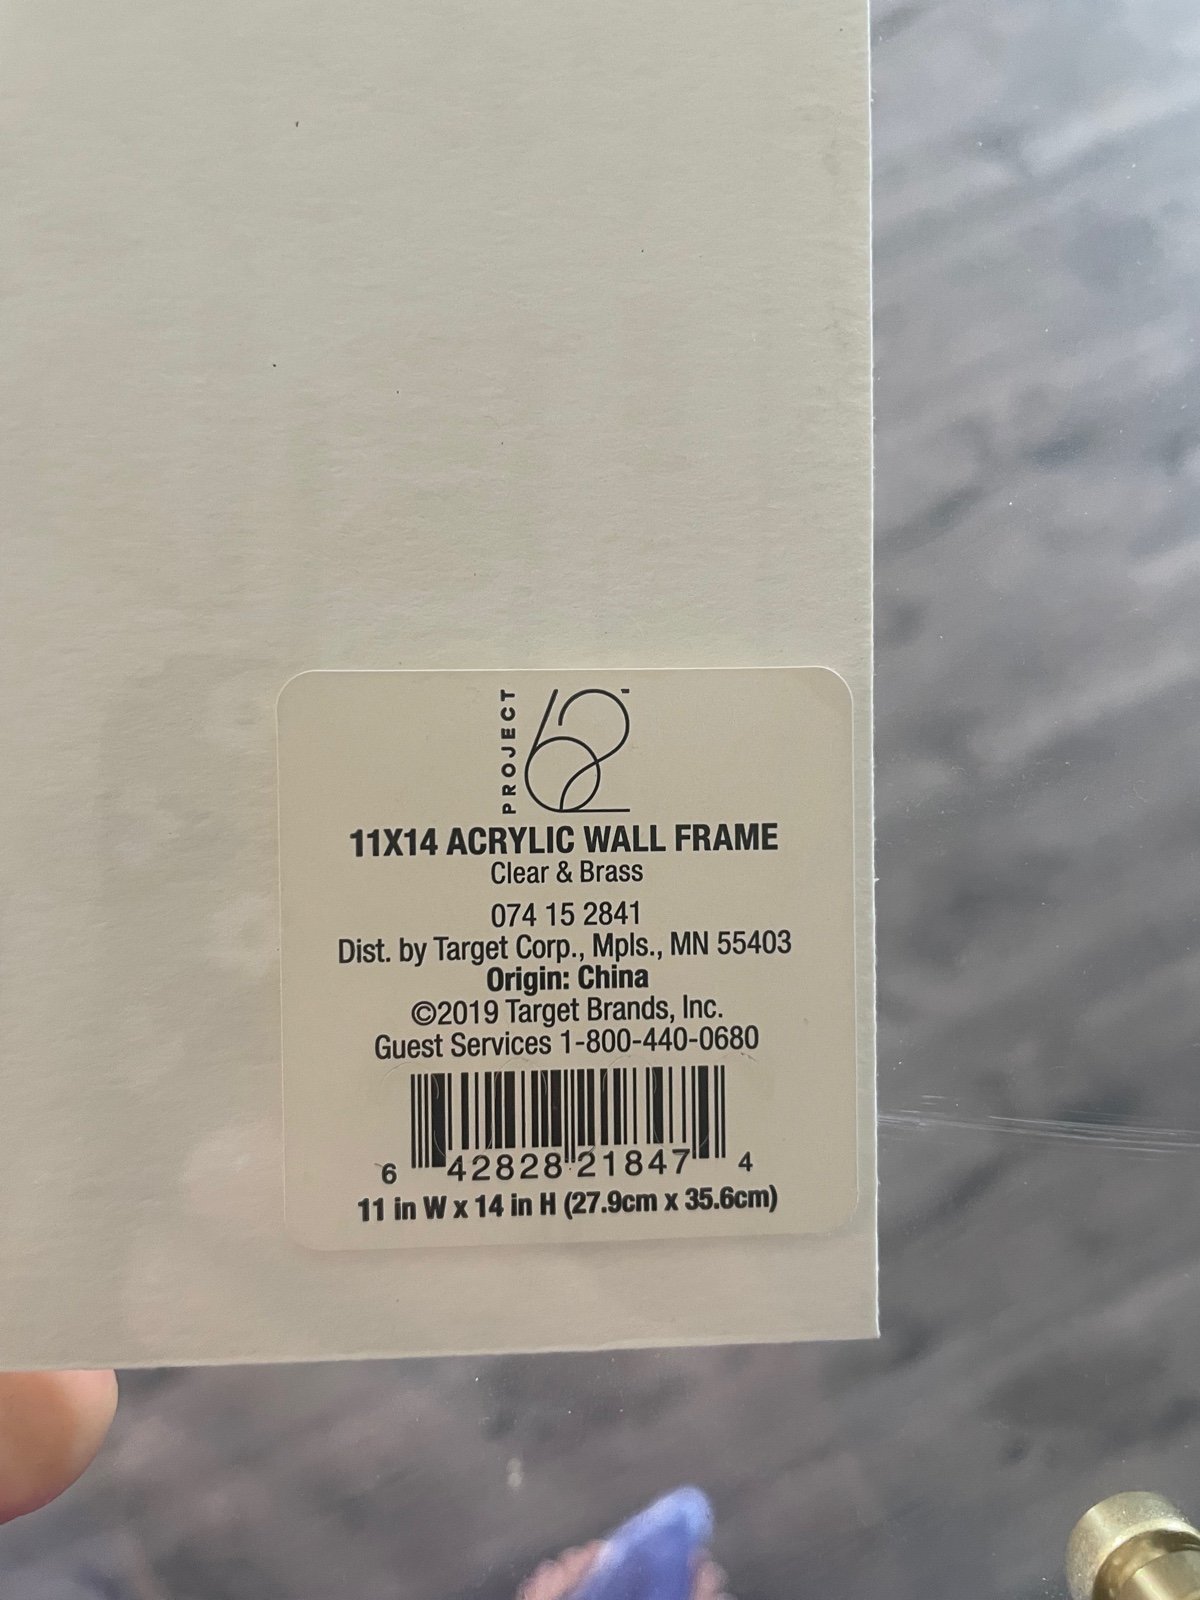 PROJECT 62
11X14 ACRYLIC WALL FRAME
Clear & Brass
074 15 2841
Dist. by Target Corp., Mpls., MN 55403
Origin: China
©2019 Target Brands, Inc.
Guest Services 1-800-440-0680
6 42828 21847 4
11 in W x 14 in H (27.9cm x 35.6cm)